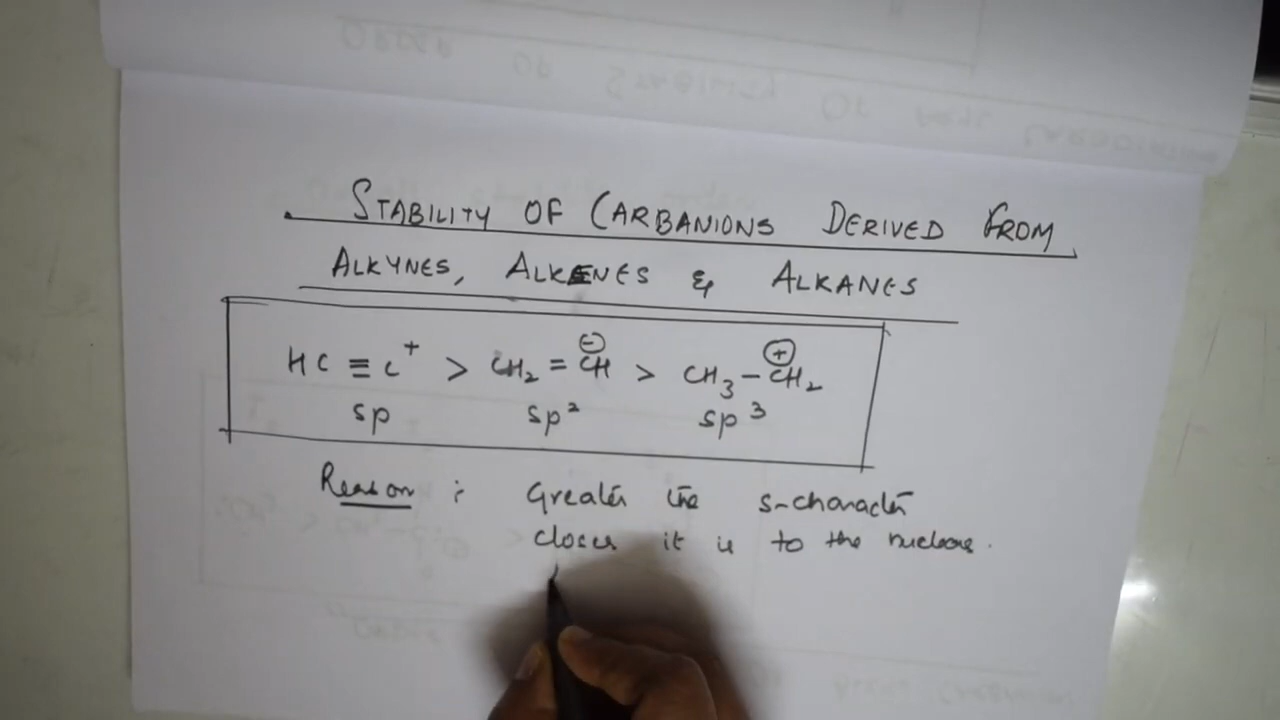 STABILITY OF CARBANIONS DERIVED FROM
ALKYNES, ALKENES & ALKANES
HC ≡ C⁺ > CH₂ = CH⊖ > CH₃ – CH₂⊕
sp sp² sp³
Reason : Greater the s-character
closer it is to the nucleus.